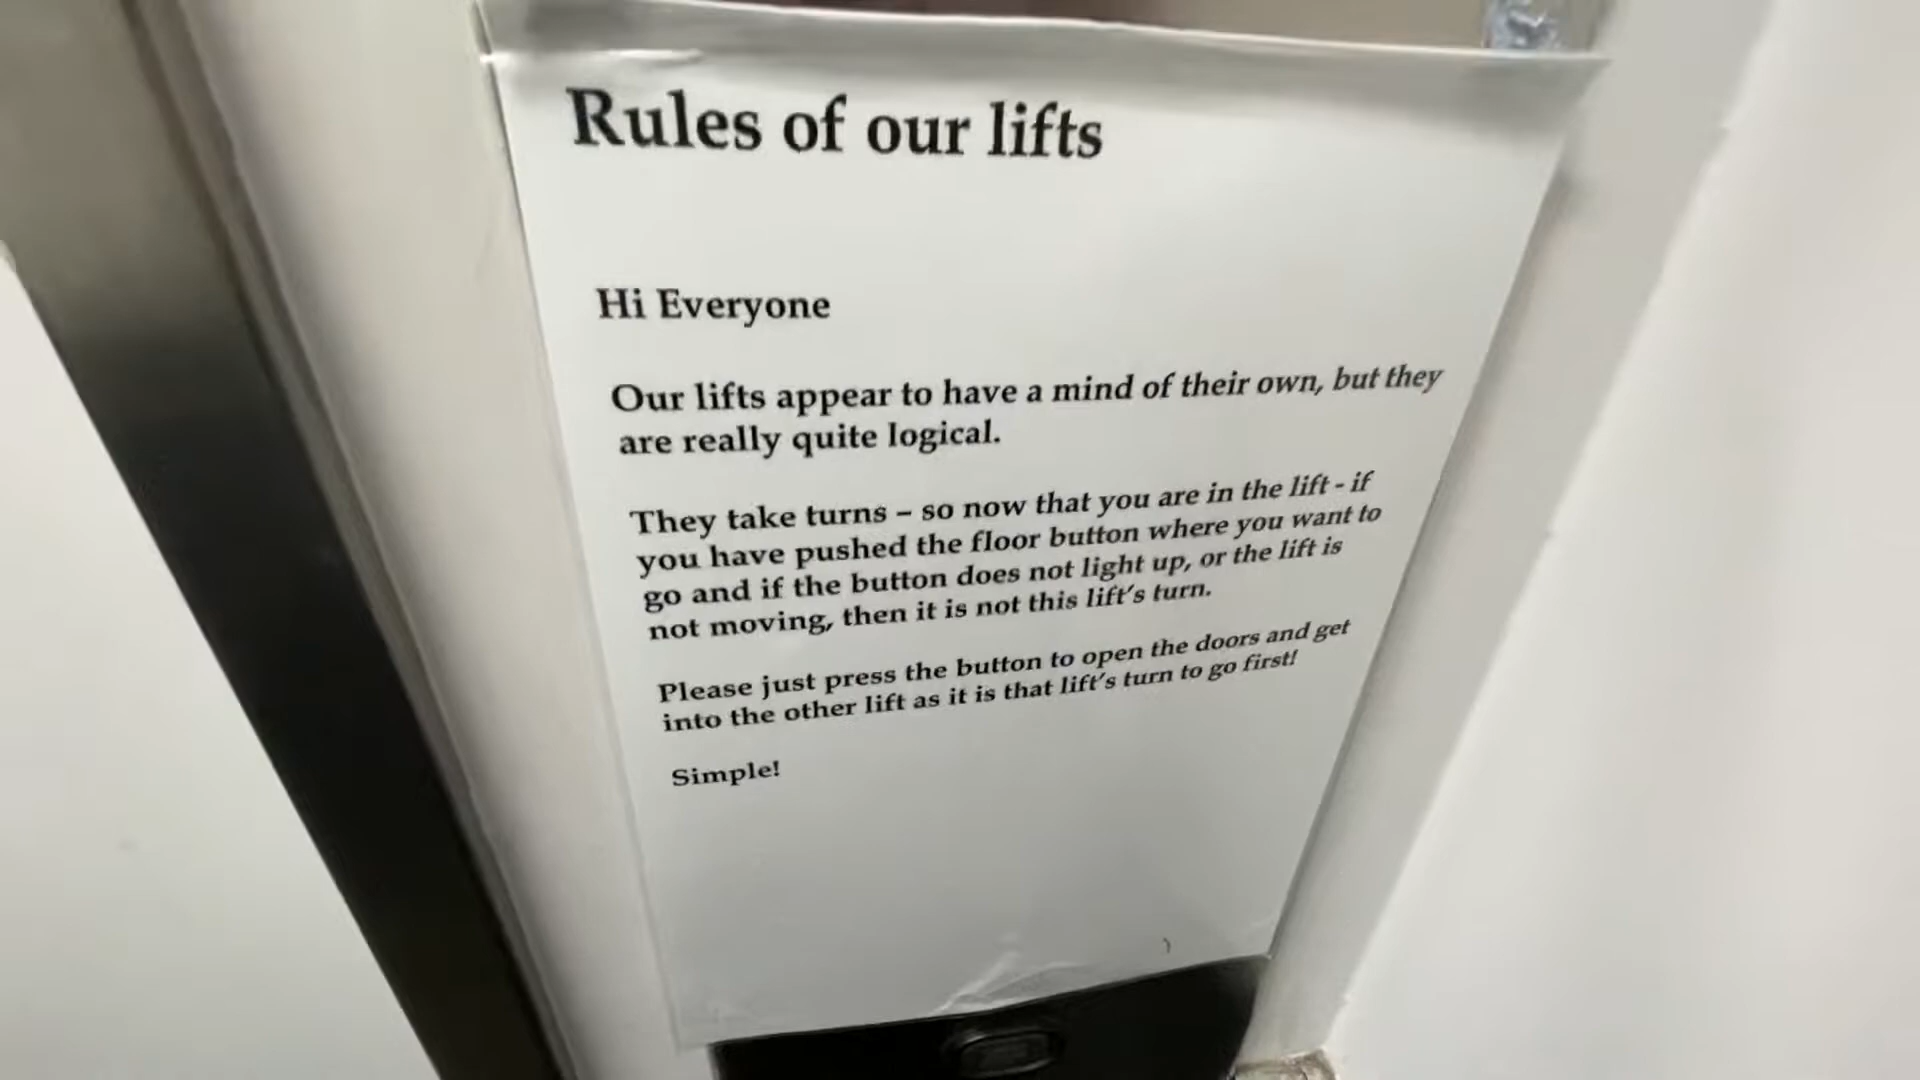 Rules of our lifts
Hi Everyone
Our lifts appear to have a mind of their own, but they
are really quite logical.
They take turns – so now that you are in the lift - if
you have pushed the floor button where you want to
go and if the button does not light up, or the lift is
not moving, then it is not this lift's turn.
Please just press the button to open the doors and get
into the other lift as it is that lift's turn to go first!
Simple!